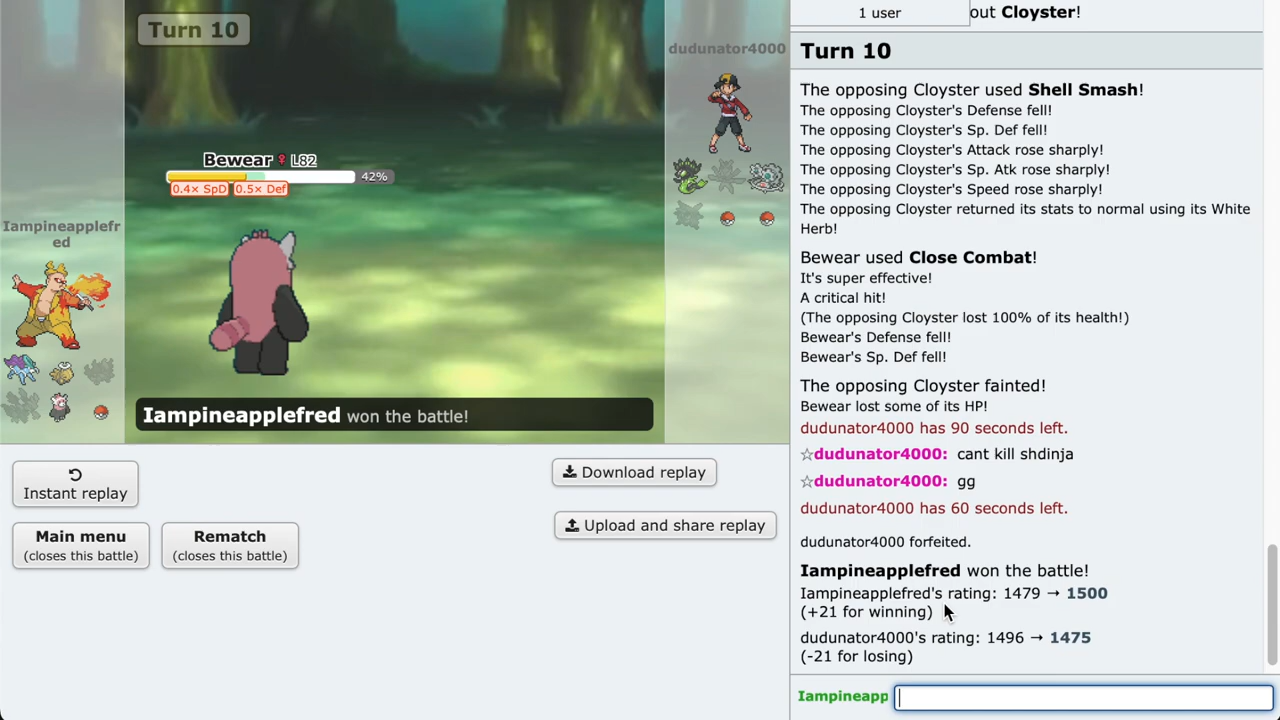 Turn 10
dudunator4000
Bewear ♀ L82
42%
0.4× SpD 0.5× Def
Iampineapplefr
ed
Iampineapplefred won the battle!
Instant replay
Download replay
Upload and share replay
Main menu
(closes this battle)
Rematch
(closes this battle)
1 user
out Cloyster!
Turn 10
The opposing Cloyster used Shell Smash!
The opposing Cloyster's Defense fell!
The opposing Cloyster's Sp. Def fell!
The opposing Cloyster's Attack rose sharply!
The opposing Cloyster's Sp. Atk rose sharply!
The opposing Cloyster's Speed rose sharply!
The opposing Cloyster returned its stats to normal using its White
Herb!
Bewear used Close Combat!
It's super effective!
A critical hit!
(The opposing Cloyster lost 100% of its health!)
Bewear's Defense fell!
Bewear's Sp. Def fell!
The opposing Cloyster fainted!
Bewear lost some of its HP!
dudunator4000 has 90 seconds left.
☆dudunator4000: cant kill shdinja
☆dudunator4000: gg
dudunator4000 has 60 seconds left.
dudunator4000 forfeited.
Iampineapplefred won the battle!
Iampineapplefred's rating: 1479 → 1500
(+21 for winning)
dudunator4000's rating: 1496 → 1475
(-21 for losing)
Iampineapp